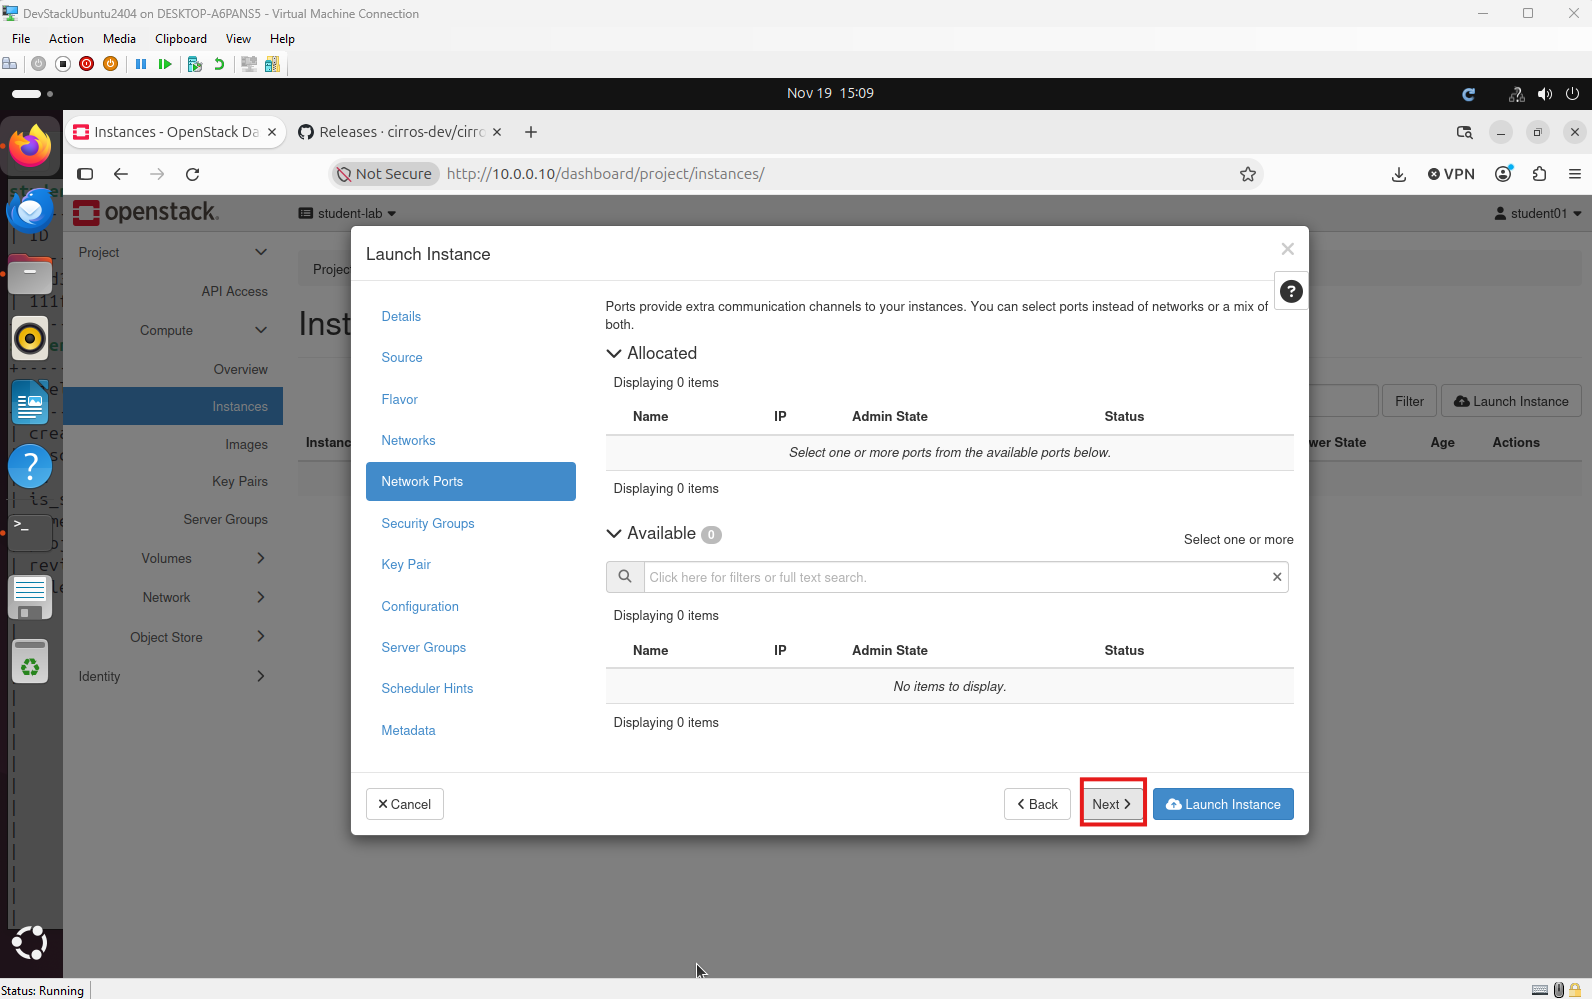 DevStackUbuntu2404 on DESKTOP-A6PANS5 - Virtual Machine Connection
File Action Media Clipboard View Help
Nov 19 15:09
Instances - OpenStack Da
Releases · cirros-dev/cirro
Not Secure http://10.0.0.10/dashboard/project/instances/
VPN
openstack.
student-lab
student01
Project
API Access
Compute
Overview
Instances
Images
Key Pairs
Server Groups
Volumes
Network
Object Store
Identity
Projec
Inst
Filter
Launch Instance
Instanc
wer State
Age
Actions
Launch Instance
Details
Source
Flavor
Networks
Network Ports
Security Groups
Key Pair
Configuration
Server Groups
Scheduler Hints
Metadata
Ports provide extra communication channels to your instances. You can select ports instead of networks or a mix of
both.
Allocated
Displaying 0 items
Name IP Admin State Status
Select one or more ports from the available ports below.
Displaying 0 items
Available 0
Select one or more
Click here for filters or full text search.
Displaying 0 items
Name IP Admin State Status
No items to display.
Displaying 0 items
Cancel
Back
Next
Launch Instance
Status: Running